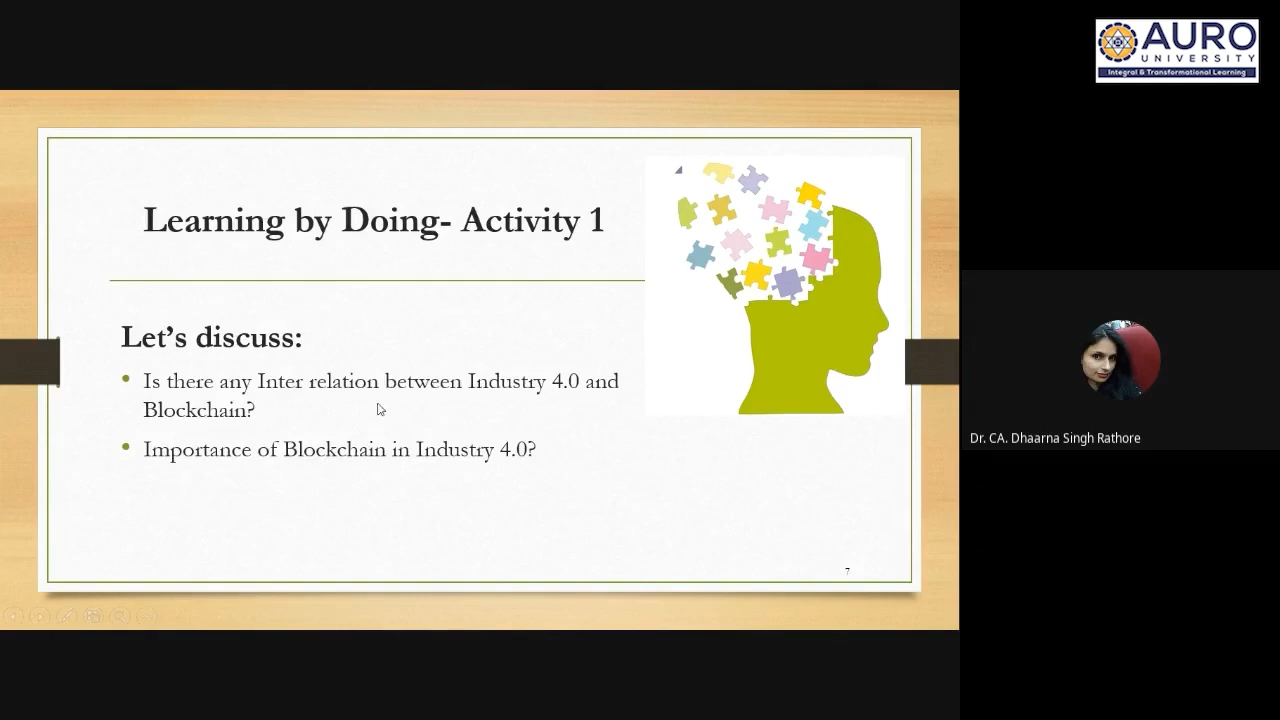 AURO
UNIVERSITY
Integral & Transformational Learning
Learning by Doing- Activity 1
Let's discuss:
• Is there any Inter relation between Industry 4.0 and
Blockchain?
• Importance of Blockchain in Industry 4.0?
7
Dr. CA. Dhaarna Singh Rathore